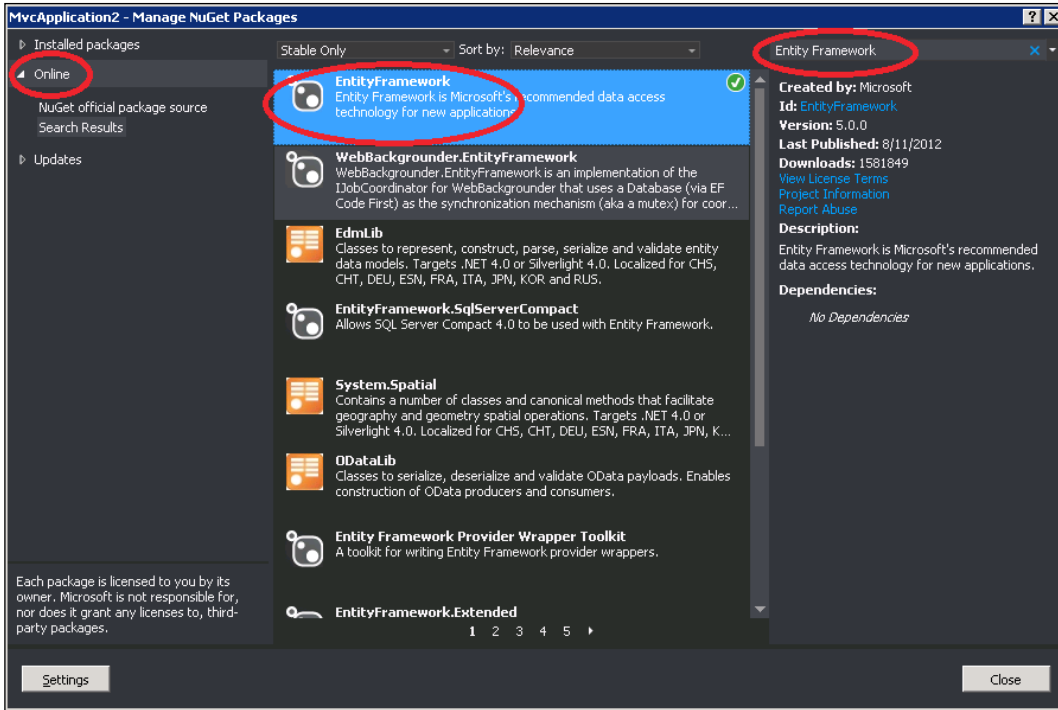 MvcApplication2 - Manage NuGet Packages
Installed packages
Online
NuGet official package source
Search Results
Updates
Each package is licensed to you by its
owner. Microsoft is not responsible for,
nor does it grant any licenses to, third-
party packages.
Stable Only
Sort by: Relevance
EntityFramework
Entity Framework is Microsoft's recommended data access
technology for new applications.
WebBackgrounder.EntityFramework
WebBackgrounder.EntityFramework is an implementation of the
IJobCoordinator for WebBackgrounder that uses a Database (via EF
Code First) as the synchronization mechanism (aka a mutex) for coor...
EdmLib
Classes to represent, construct, parse, serialize and validate entity
data models. Targets .NET 4.0 or Silverlight 4.0. Localized for CHS,
CHT, DEU, ESN, FRA, ITA, JPN, KOR and RUS.
EntityFramework.SqlServerCompact
Allows SQL Server Compact 4.0 to be used with Entity Framework.
System.Spatial
Contains a number of classes and canonical methods that facilitate
geography and geometry spatial operations. Targets .NET 4.0 or
Silverlight 4.0. Localized for CHS, CHT, DEU, ESN, FRA, ITA, JPN, K...
ODataLib
Classes to serialize, deserialize and validate OData payloads. Enables
construction of OData producers and consumers.
Entity Framework Provider Wrapper Toolkit
A toolkit for writing Entity Framework provider wrappers.
EntityFramework.Extended
1 2 3 4 5
Entity Framework
Created by: Microsoft
Id: EntityFramework
Version: 5.0.0
Last Published: 8/11/2012
Downloads: 1581849
View License Terms
Project Information
Report Abuse
Description:
Entity Framework is Microsoft's recommended
data access technology for new applications.
Dependencies:
No Dependencies
Settings
Close